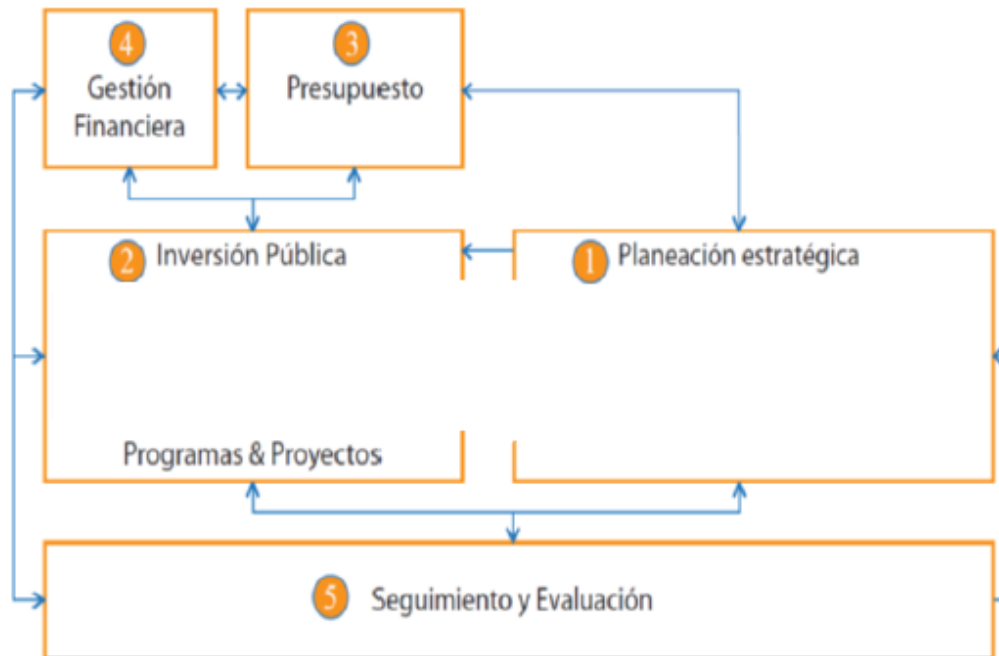 4
Gestión
Financiera
3
Presupuesto
2 Inversión Pública
1 Planeación estratégica
Programas & Proyectos
5 Seguimiento y Evaluación